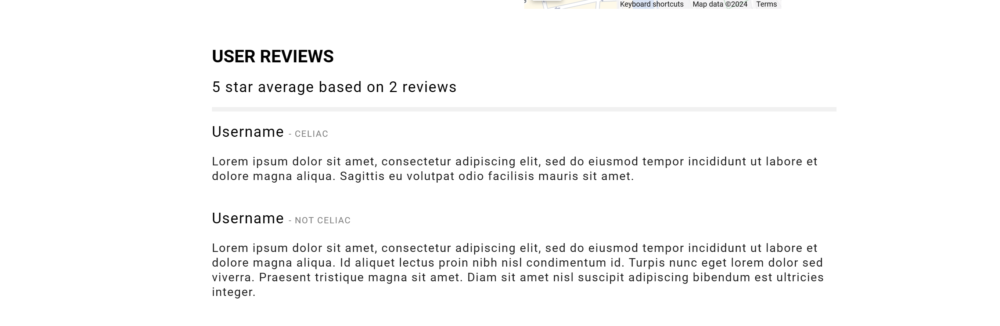 Keyboard shortcuts Map data ©2024 Terms
USER REVIEWS
5 star average based on 2 reviews
Username - CELIAC
Lorem ipsum dolor sit amet, consectetur adipiscing elit, sed do eiusmod tempor incididunt ut labore et
dolore magna aliqua. Sagittis eu volutpat odio facilisis mauris sit amet.
Username - NOT CELIAC
Lorem ipsum dolor sit amet, consectetur adipiscing elit, sed do eiusmod tempor incididunt ut labore et
dolore magna aliqua. Id aliquet lectus proin nibh nisl condimentum id. Turpis nunc eget lorem dolor sed
viverra. Praesent tristique magna sit amet. Diam sit amet nisl suscipit adipiscing bibendum est ultricies
integer.